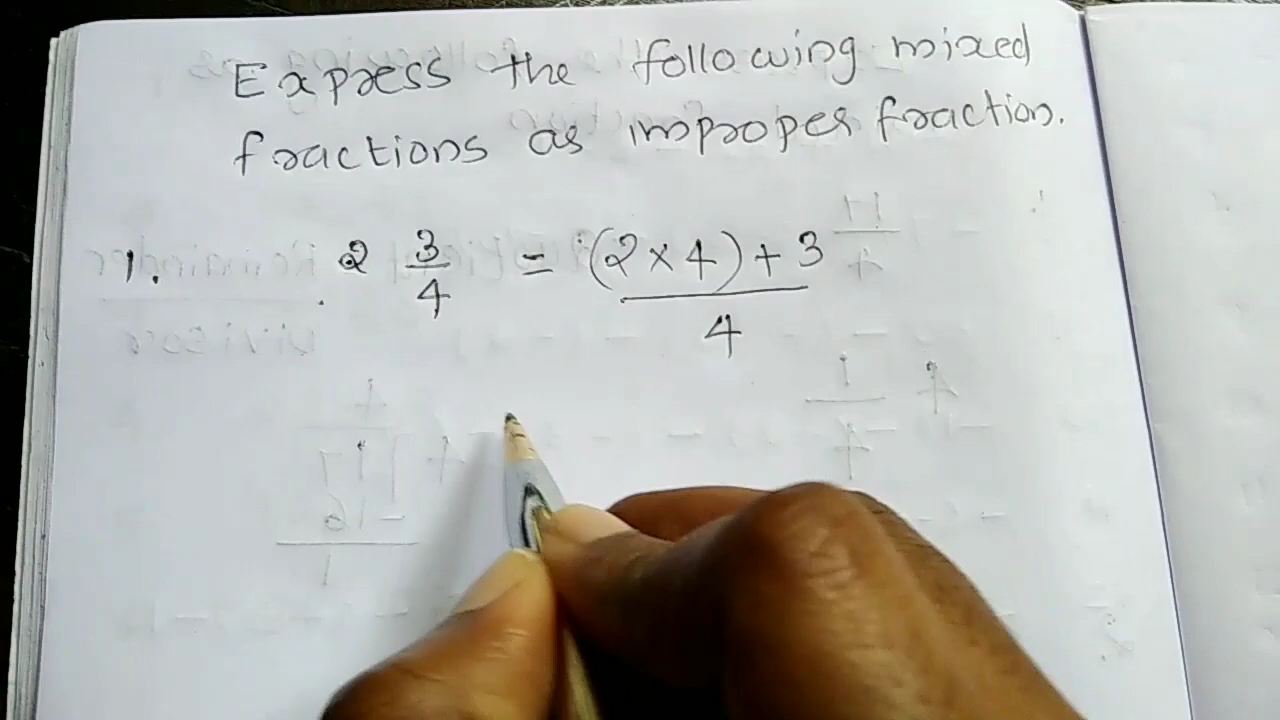 Express the following mixed
fractions as improper fraction.
1. 2 3/4 = (2 × 4) + 3 / 4